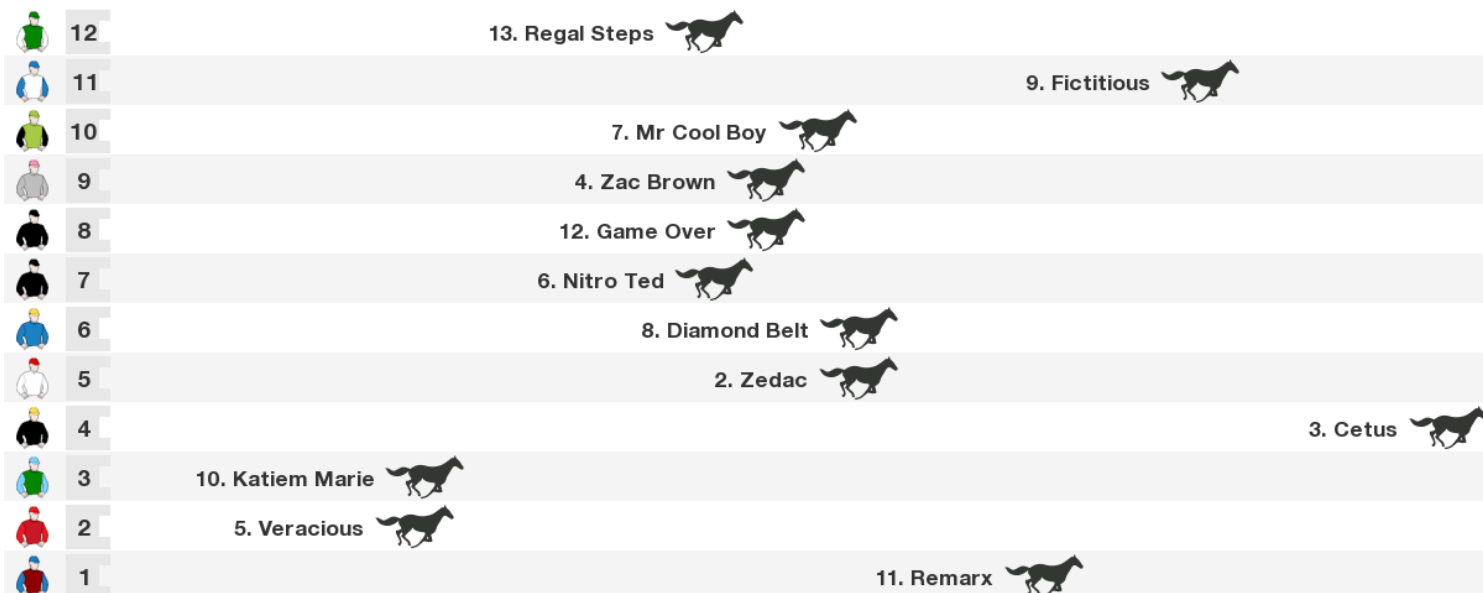 12 13. Regal Steps
11 9. Fictitious
10 7. Mr Cool Boy
9 4. Zac Brown
8 12. Game Over
7 6. Nitro Ted
6 8. Diamond Belt
5 2. Zedac
4 3. Cetus
3 10. Katiem Marie
2 5. Veracious
1 11. Remarx